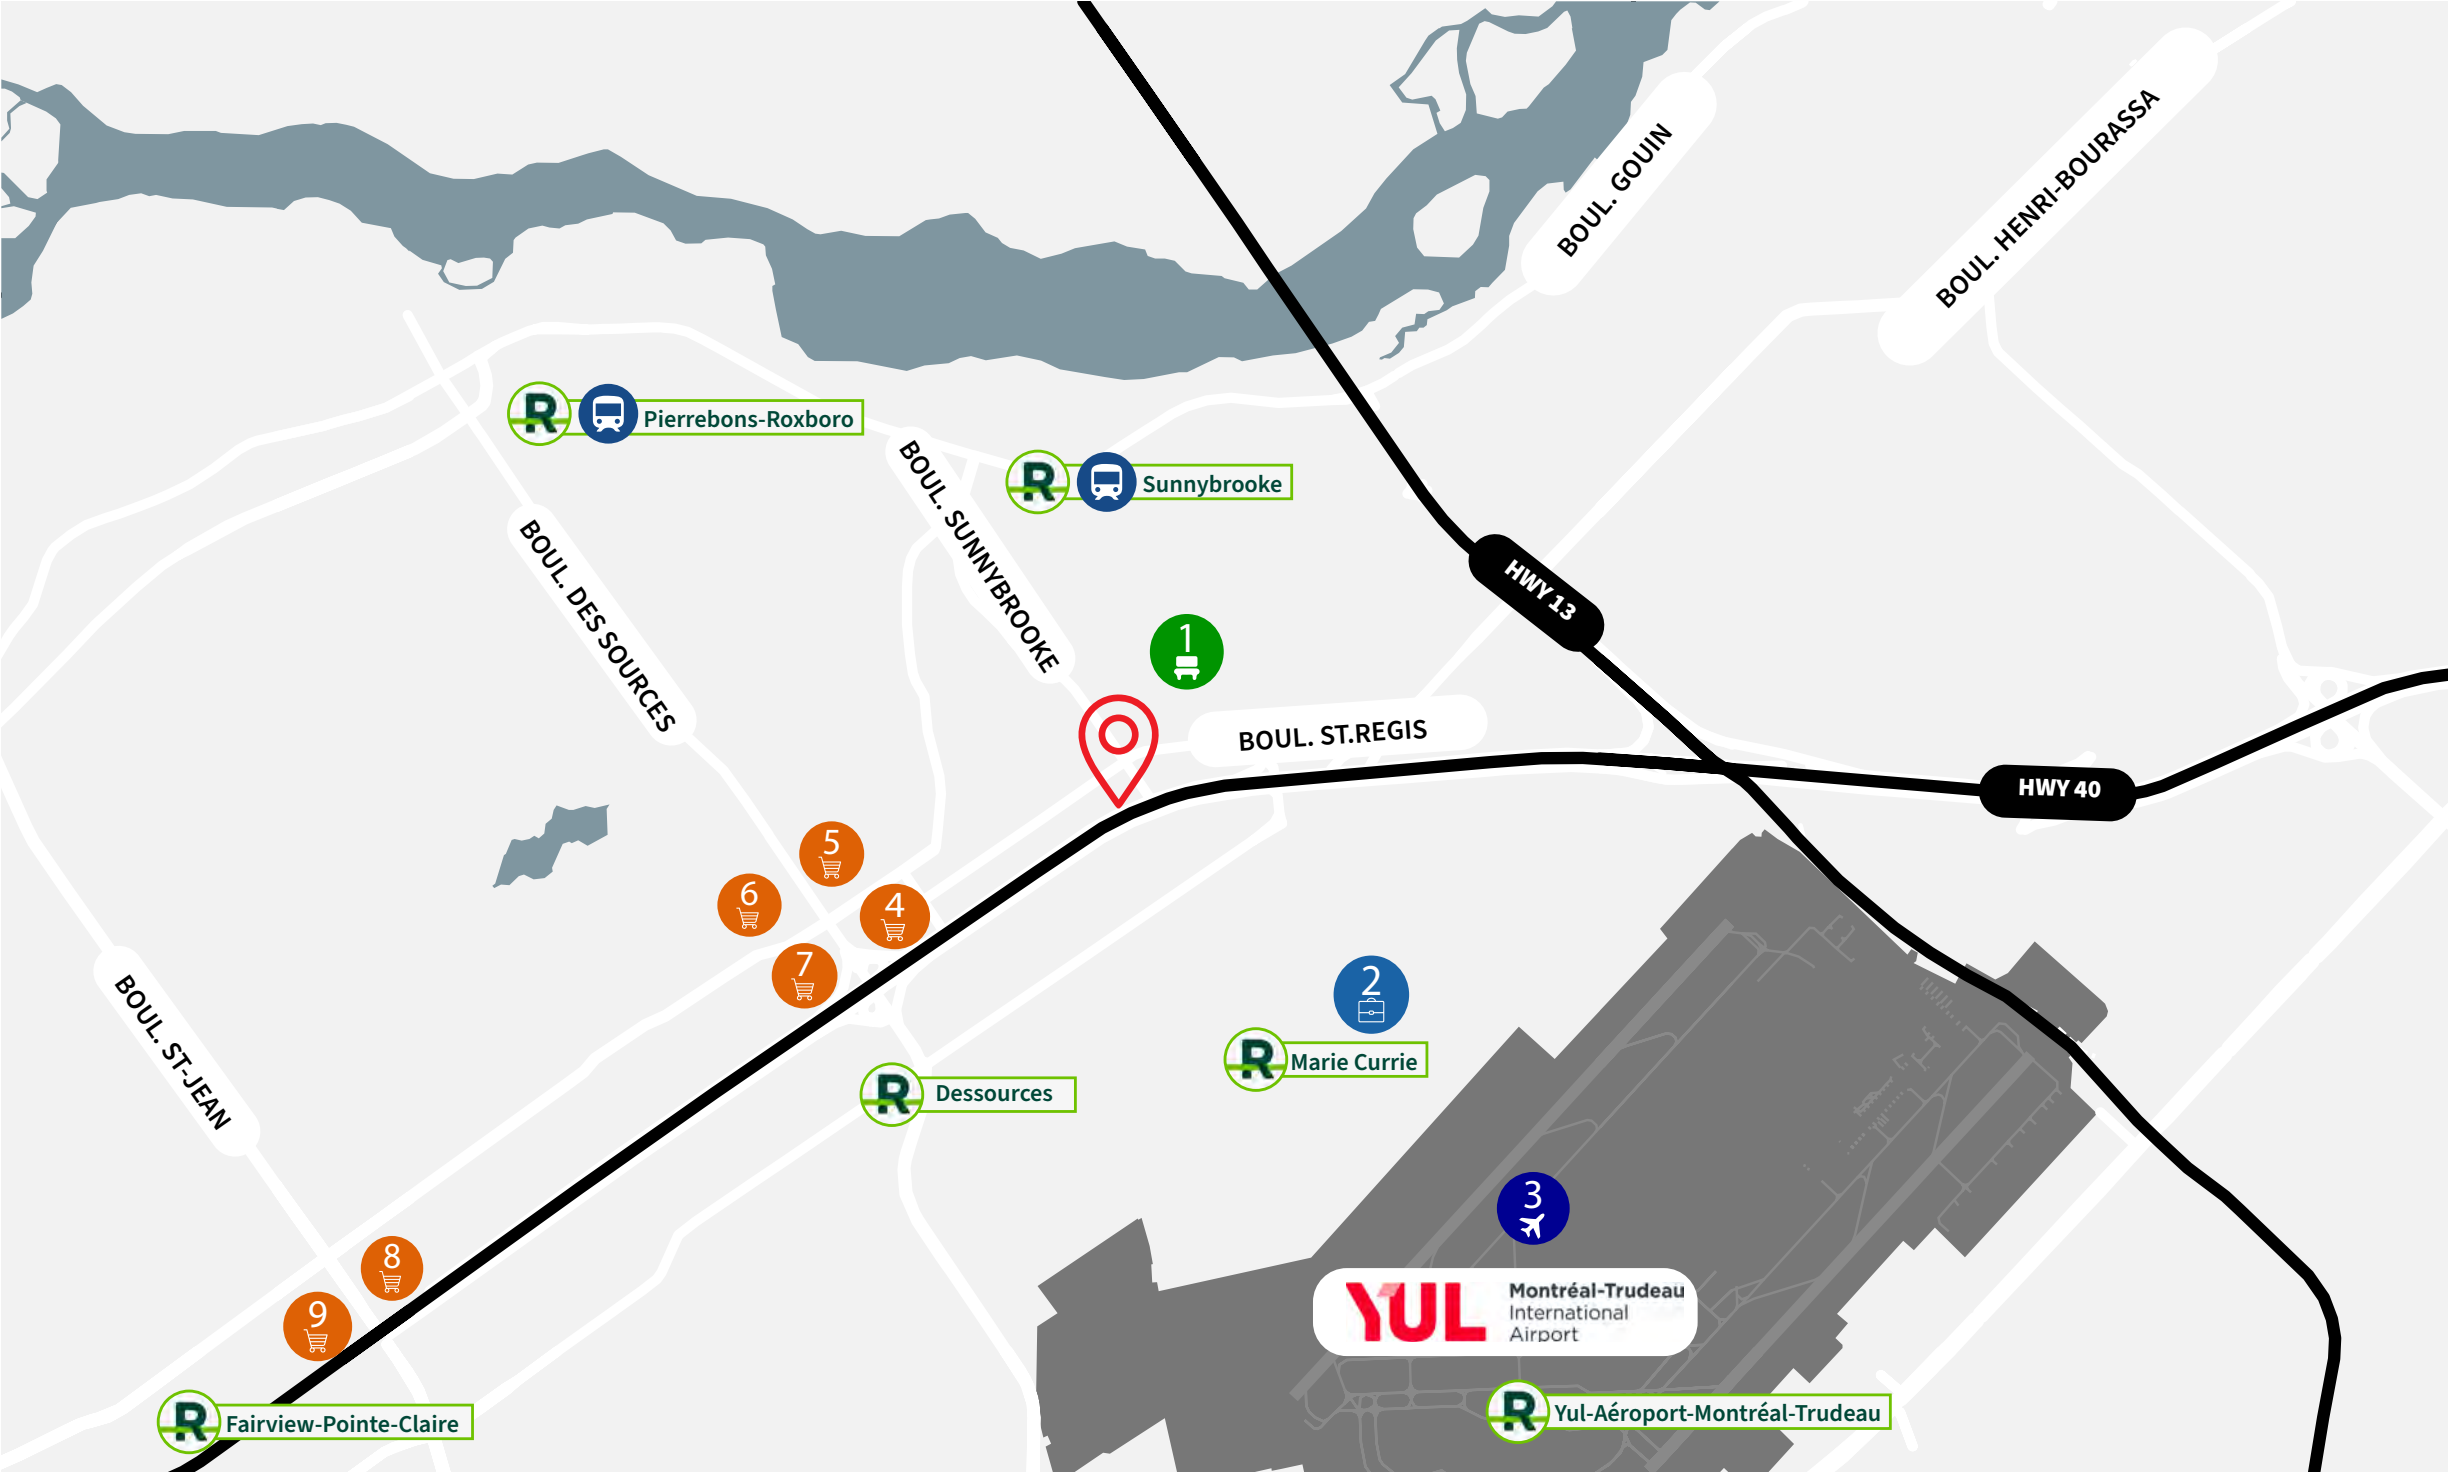 BOUL. GOUIN
BOUL. HENRI-BOURASSA
R Pierrebons-Roxboro
BOUL. SUNNYBROOKE
R Sunnybrooke
BOUL. DES SOURCES
HWY 13
1
BOUL. ST.REGIS
HWY 40
5
6
4
7
2
R Marie Currie
R Dessources
BOUL. ST-JEAN
3
8
9
YUL
Montréal-Trudeau
International
Airport
R Fairview-Pointe-Claire
R Yul-Aéroport-Montréal-Trudeau